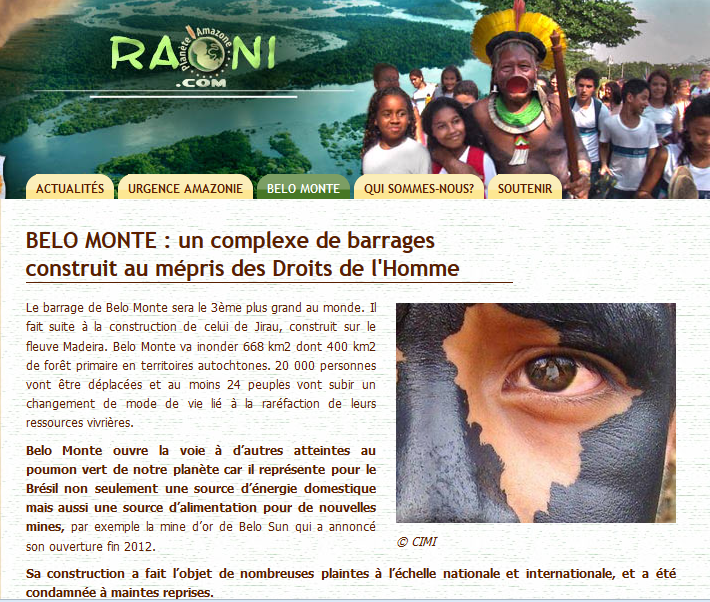 RAONI
Planète Amazone
.COM
ACTUALITÉS
URGENCE AMAZONIE
BELO MONTE
QUI SOMMES-NOUS?
SOUTENIR
BELO MONTE : un complexe de barrages
construit au mépris des Droits de l'Homme
Le barrage de Belo Monte sera le 3ème plus grand au monde. Il
fait suite à la construction de celui de Jirau, construit sur le
fleuve Madeira. Belo Monte va inonder 668 km2 dont 400 km2
de forêt primaire en territoires autochtones. 20 000 personnes
vont être déplacées et au moins 24 peuples vont subir un
changement de mode de vie lié à la raréfaction de leurs
ressources vivrières.
Belo Monte ouvre la voie à d’autres atteintes au
poumon vert de notre planète car il représente pour le
Brésil non seulement une source d’énergie domestique
mais aussi une source d’alimentation pour de nouvelles
mines, par exemple la mine d’or de Belo Sun qui a annoncé
son ouverture fin 2012.
© CIMI
Sa construction a fait l’objet de nombreuses plaintes à l’échelle nationale et internationale, et a été
condamnée à maintes reprises.